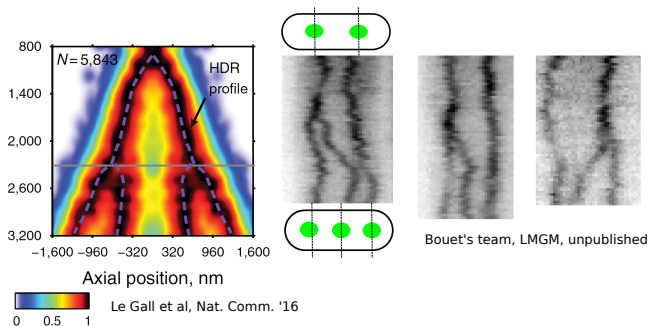 800
1,400
2,000
2,600
3,200
N=5,843
HDR
profile
−1,600 −960 −320 320 960 1,600
Axial position, nm
0 0.5 1
Le Gall et al, Nat. Comm. '16
Bouet's team, LMGM, unpublished